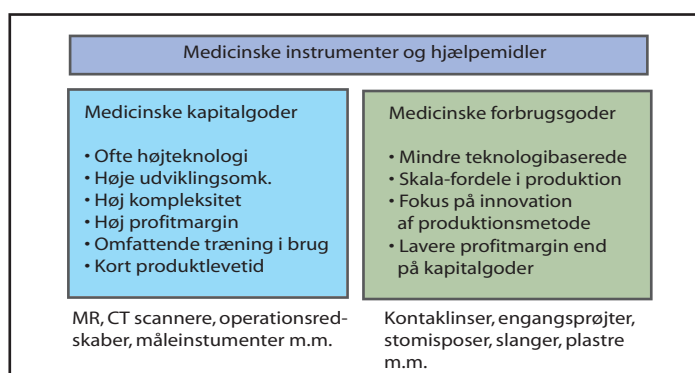 Medicinske instrumenter og hjælpemidler
Medicinske kapitalgoder
• Ofte højteknologi
• Høje udviklingsomk.
• Høj kompleksitet
• Høj profitmargin
• Omfattende træning i brug
• Kort produktlevetid
MR, CT scannere, operationsred-
skaber, måleinstumenter m.m.
Medicinske forbrugsgoder
• Mindre teknologibaserede
• Skala-fordele i produktion
• Fokus på innovation
af produktionsmetode
• Lavere profitmargin end
på kapitalgoder
Kontaklinser, engangsprøjter,
stomisposer, slanger, plastre
m.m.